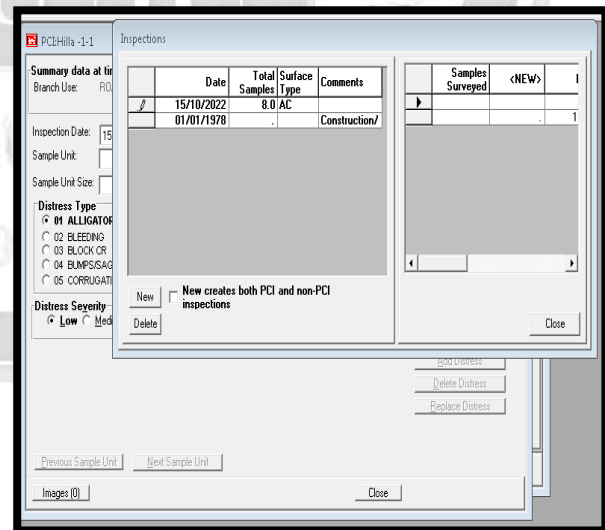 PCI:Hilla -1-1
Inspections
Summary data at tir
Branch Use: RO
Inspection Date: 15
Sample Unit:
Sample Unit Size:
Distress Type
01 ALLIGATOR
02 BLEEDING
03 BLOCK CR
04 BUMPS/SAG
05 CORRUGATI
Distress Severity
Low Medi
Date Total Samples Surface Type Comments
15/10/2022 8.0 AC
01/01/1978 . Construction/
New New creates both PCI and non-PCI
inspections
Delete
Samples Surveyed <NEW>
. 1
Close
Add Distress
Delete Distress
Replace Distress
Previous Sample Unit Next Sample Unit
Images (0) Close